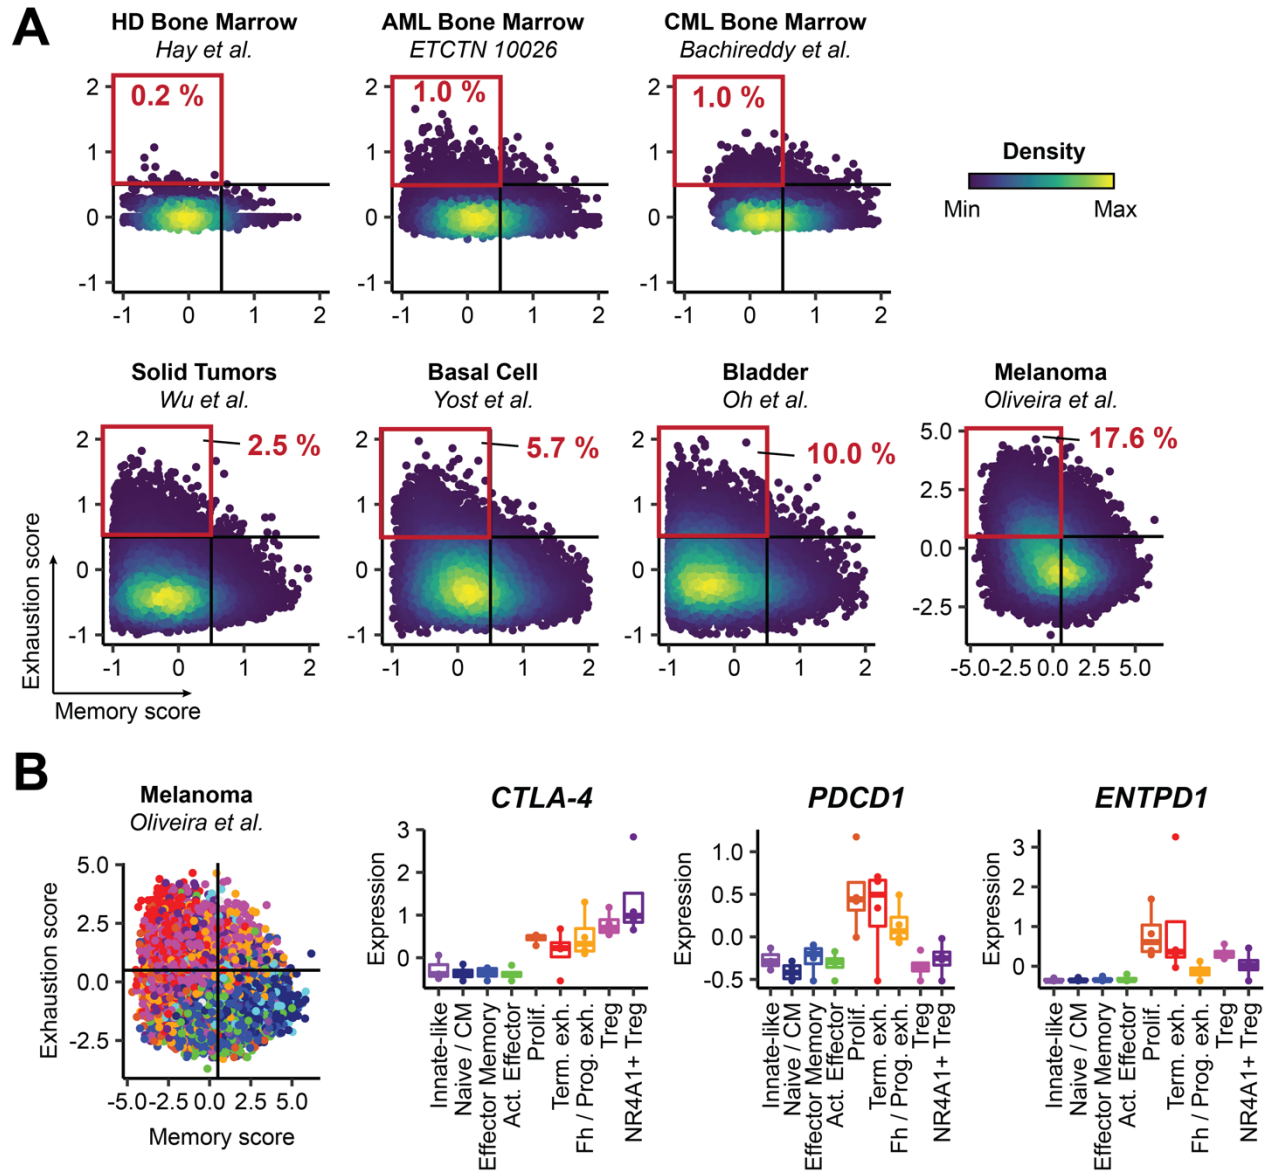 A
HD Bone Marrow
Hay et al.
AML Bone Marrow
ETCTN 10026
CML Bone Marrow
Bachireddy et al.
2
1
0
-1
0.2 %
-1 0 1 2
2
1
0
-1
1.0 %
-1 0 1 2
2
1
0
-1
1.0 %
-1 0 1 2
Density
Min Max
Solid Tumors
Wu et al.
Basal Cell
Yost et al.
Bladder
Oh et al.
Melanoma
Oliveira et al.
2
1
0
-1
2.5 %
-1 0 1 2
2
1
0
-1
5.7 %
-1 0 1 2
2
1
0
-1
10.0 %
-1 0 1 2
5.0
2.5
0.0
-2.5
17.6 %
-5.0 -2.5 0.0 2.5 5.0
Exhaustion score
Memory score
B
Melanoma
Oliveira et al.
Exhaustion score
5.0
2.5
0.0
-2.5
-5.0 -2.5 0.0 2.5 5.0
Memory score
CTLA-4
Expression
3
2
1
0
Innate-like
Naive / CM
Effector Memory
Act. Effector
Prolif.
Term. exh.
Fh / Prog. exh.
Treg
NR4A1+ Treg
PDCD1
Expression
1.0
0.5
0.0
-0.5
Innate-like
Naive / CM
Effector Memory
Act. Effector
Prolif.
Term. exh.
Fh / Prog. exh.
Treg
NR4A1+ Treg
ENTPD1
Expression
3
2
1
0
Innate-like
Naive / CM
Effector Memory
Act. Effector
Prolif.
Term. exh.
Fh / Prog. exh.
Treg
NR4A1+ Treg